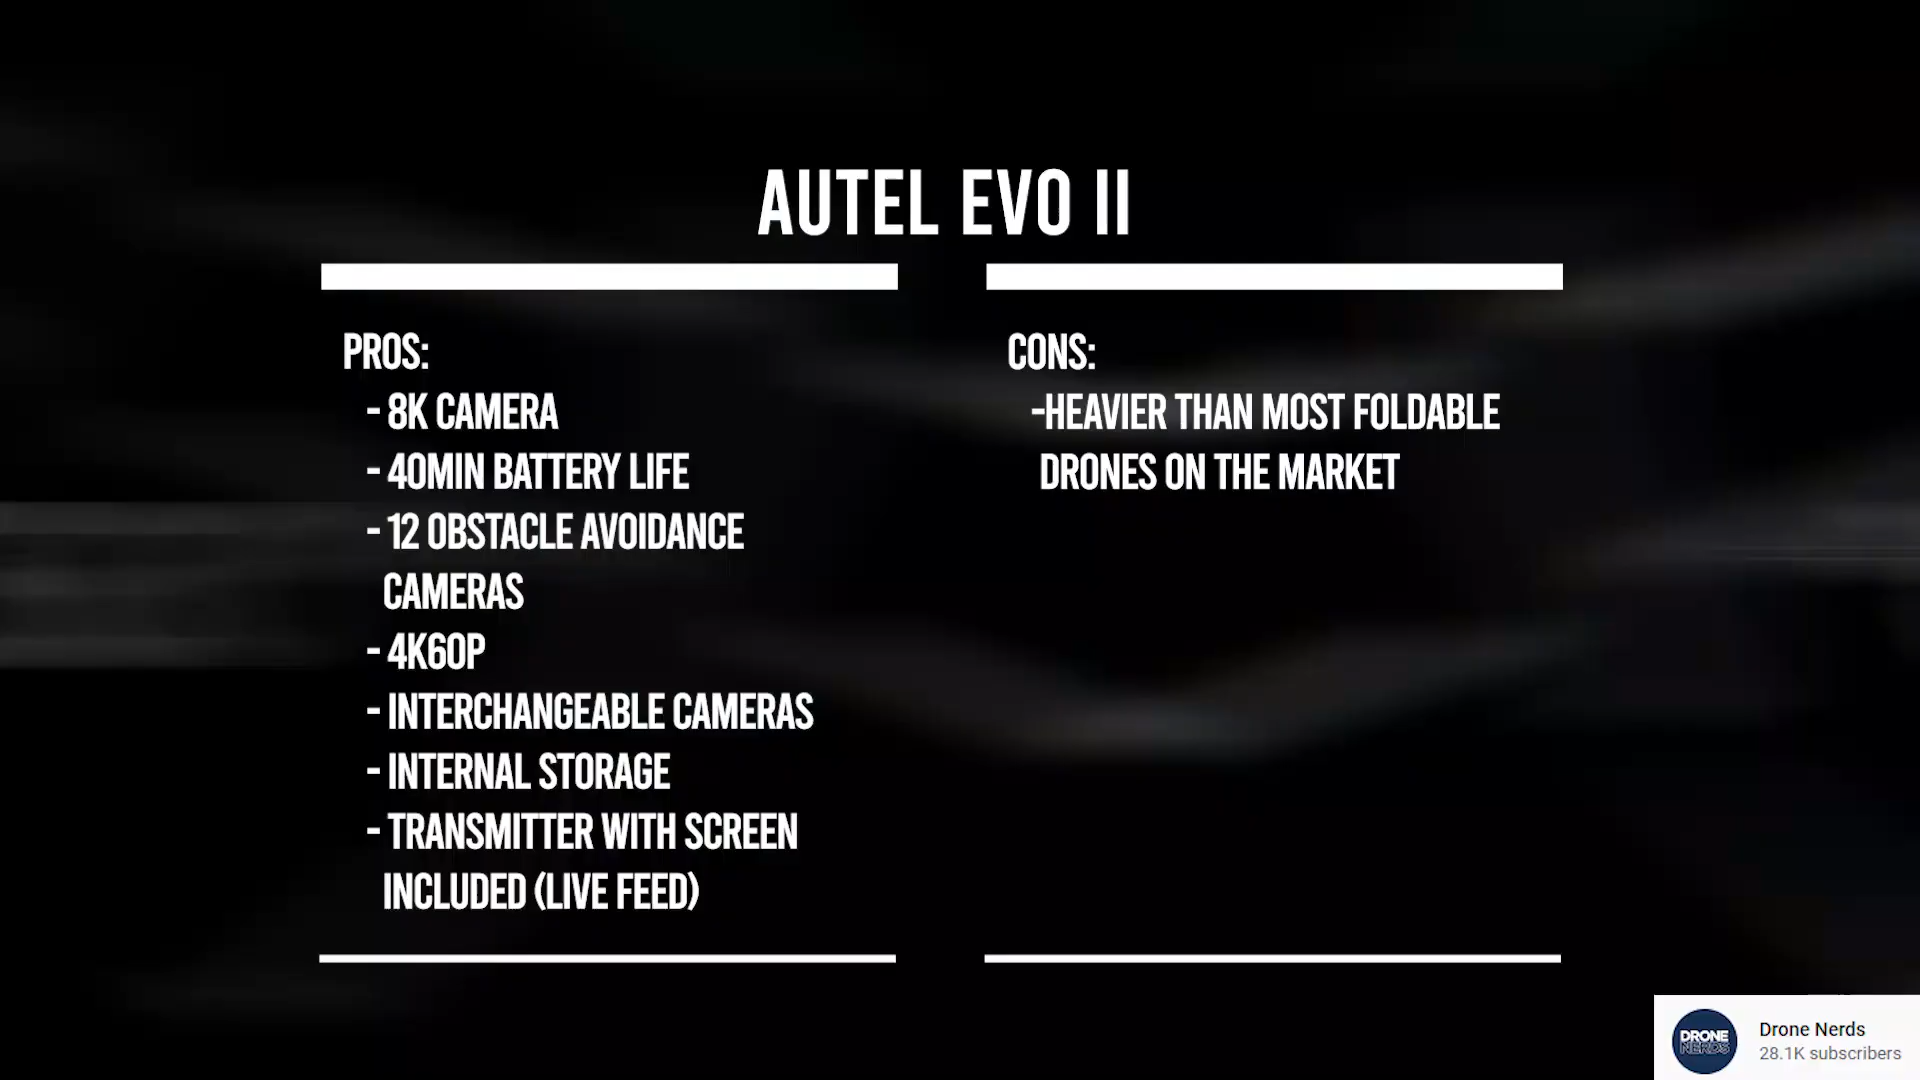 AUTEL EVO II
PROS:
- 8K CAMERA
- 40MIN BATTERY LIFE
- 12 OBSTACLE AVOIDANCE
CAMERAS
- 4K60P
- INTERCHANGEABLE CAMERAS
- INTERNAL STORAGE
- TRANSMITTER WITH SCREEN
INCLUDED (LIVE FEED)
CONS:
-HEAVIER THAN MOST FOLDABLE
DRONES ON THE MARKET
DRONE
NERDS
Drone Nerds
28.1K subscribers